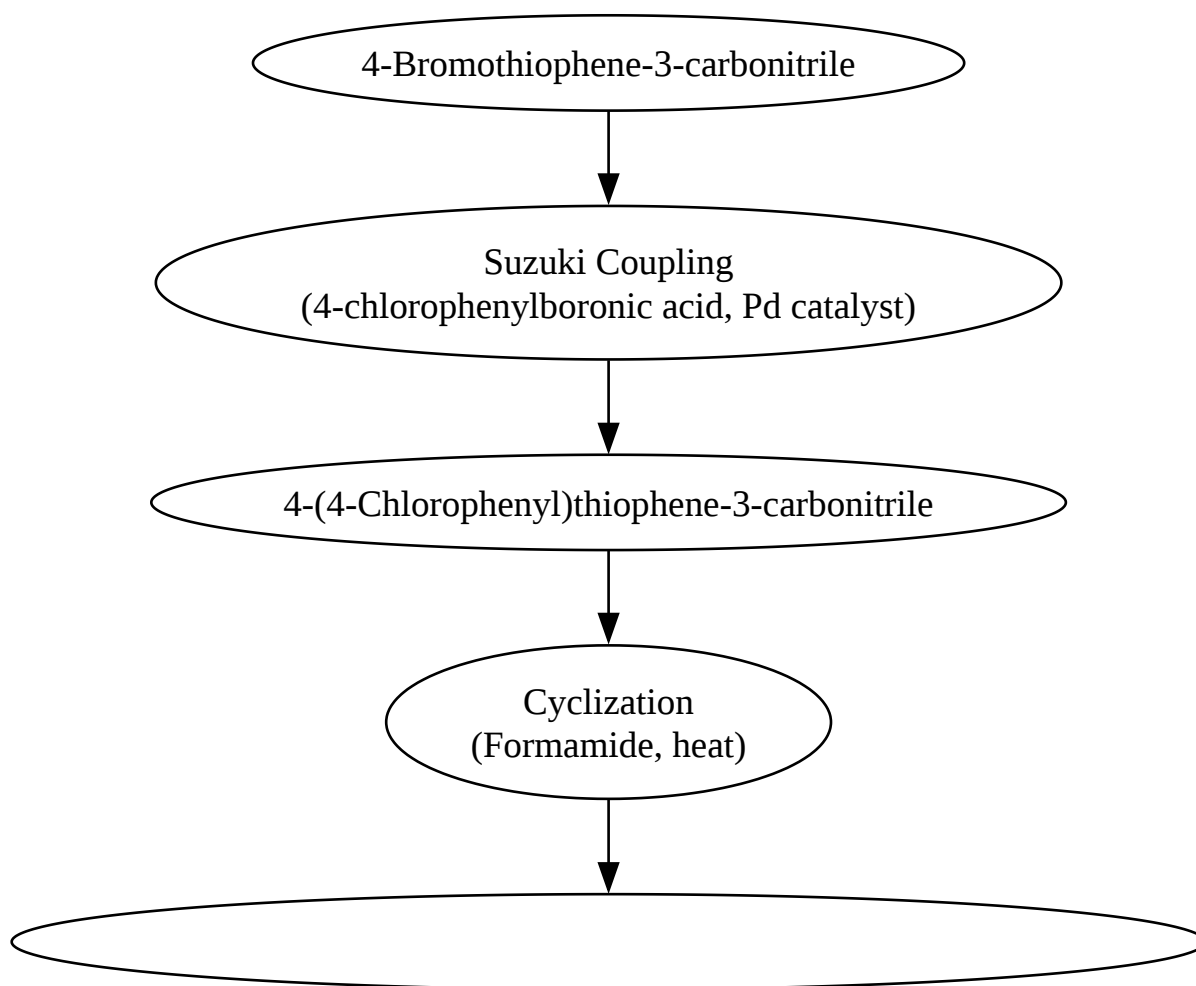 4-Bromothiophene-3-carbonitrile
Suzuki Coupling
(4-chlorophenylboronic acid, Pd catalyst)
4-(4-Chlorophenyl)thiophene-3-carbonitrile
Cyclization
(Formamide, heat)